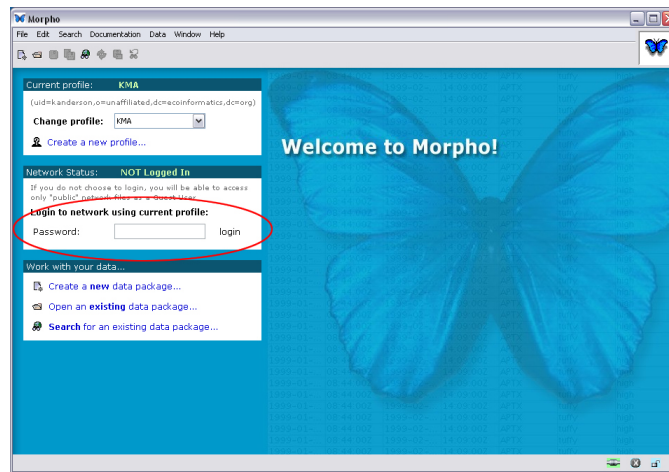 Morpho
File Edit Search Documentation Data Window Help
Current profile: KMA
(uid=kanderson,o=unaffiliated,dc=ecoinformatics,dc=org)
Change profile: KMA
Create a new profile...
Welcome to Morpho!
Network Status: NOT Logged In
If you do not choose to login, you will be able to access
only "public" network files as a Guest User.
Login to network using current profile:
Password: login
Work with your data...
Create a new data package...
Open an existing data package...
Search for an existing data package...